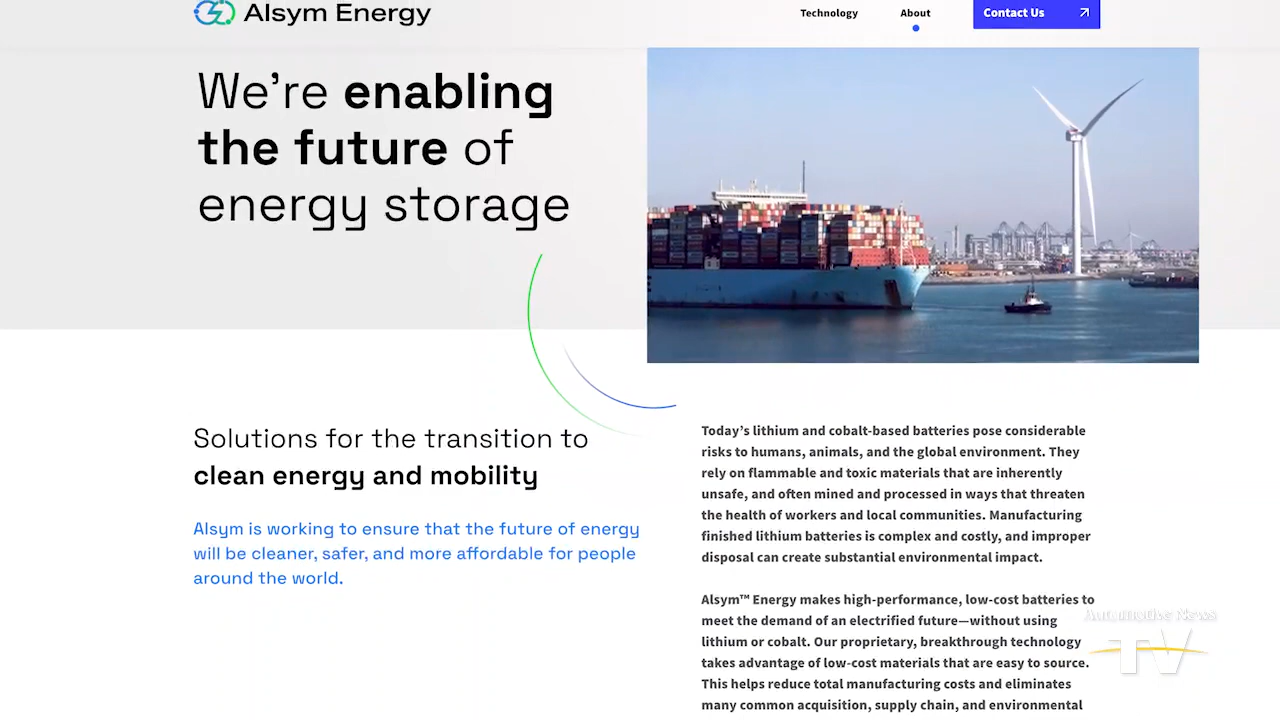 Alsym Energy
Technology
About
Contact Us
We're enabling
the future of
energy storage
Solutions for the transition to
clean energy and mobility
Alsym is working to ensure that the future of energy
will be cleaner, safer, and more affordable for people
around the world.
Today's lithium and cobalt-based batteries pose considerable
risks to humans, animals, and the global environment. They
rely on flammable and toxic materials that are inherently
unsafe, and often mined and processed in ways that threaten
the health of workers and local communities. Manufacturing
finished lithium batteries is complex and costly, and improper
disposal can create substantial environmental impact.
Alsym™ Energy makes high-performance, low-cost batteries to
meet the demand of an electrified future—without using
lithium or cobalt. Our proprietary, breakthrough technology
takes advantage of low-cost materials that are easy to source.
This helps reduce total manufacturing costs and eliminates
many common acquisition, supply chain, and environmental
Automotive News
TV